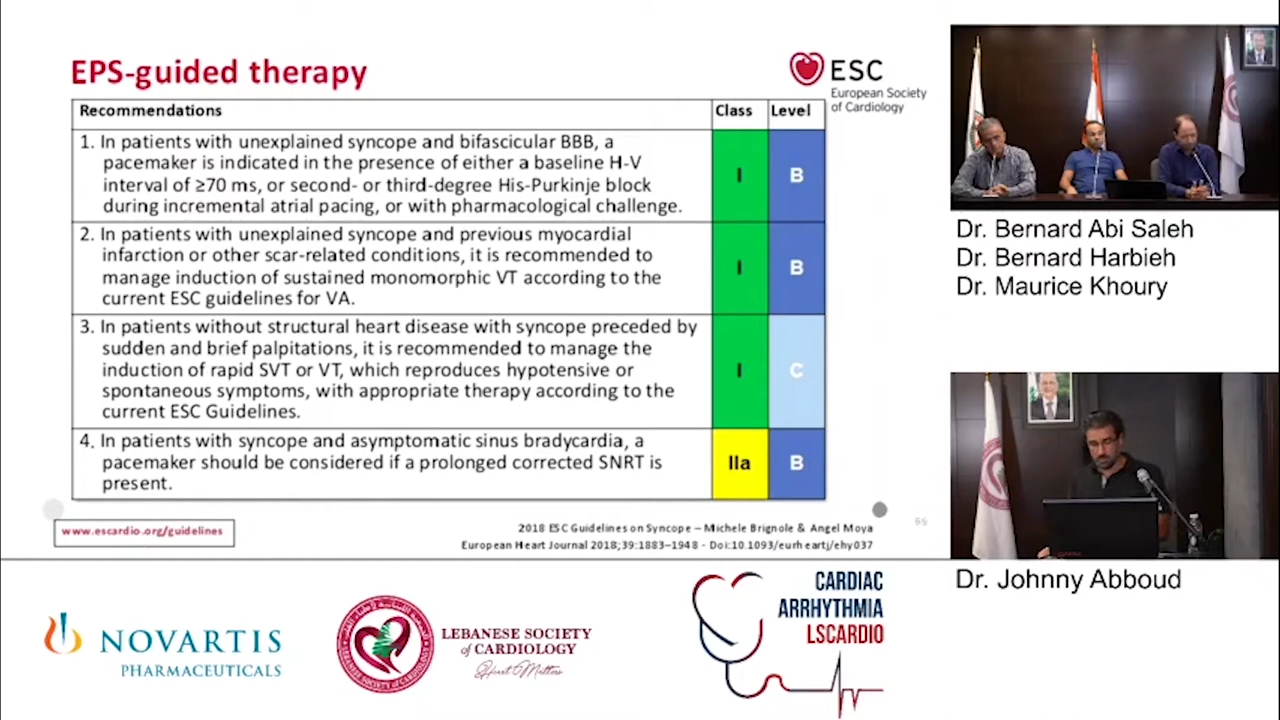 EPS-guided therapy
ESC
European Society
of Cardiology
Recommendations Class Level
1. In patients with unexplained syncope and bifascicular BBB, a
pacemaker is indicated in the presence of either a baseline H-V
interval of ≥70 ms, or second- or third-degree His-Purkinje block
during incremental atrial pacing, or with pharmacological challenge.
I B
2. In patients with unexplained syncope and previous myocardial
infarction or other scar-related conditions, it is recommended to
manage induction of sustained monomorphic VT according to the
current ESC guidelines for VA.
I B
3. In patients without structural heart disease with syncope preceded by
sudden and brief palpitations, it is recommended to manage the
induction of rapid SVT or VT, which reproduces hypotensive or
spontaneous symptoms, with appropriate therapy according to the
current ESC Guidelines.
I C
4. In patients with syncope and asymptomatic sinus bradycardia, a
pacemaker should be considered if a prolonged corrected SNRT is
present.
IIa B
www.escardio.org/guidelines
2018 ESC Guidelines on Syncope – Michele Brignole & Angel Moya
European Heart Journal 2018;39:1883–1948 - Doi:10.1093/eurheartj/ehy037
Dr. Bernard Abi Saleh
Dr. Bernard Harbieh
Dr. Maurice Khoury
Dr. Johnny Abboud
NOVARTIS
PHARMACEUTICALS
LEBANESE SOCIETY
of CARDIOLOGY
Heart Matters
CARDIAC
ARRHYTHMIA
LSCARDIO